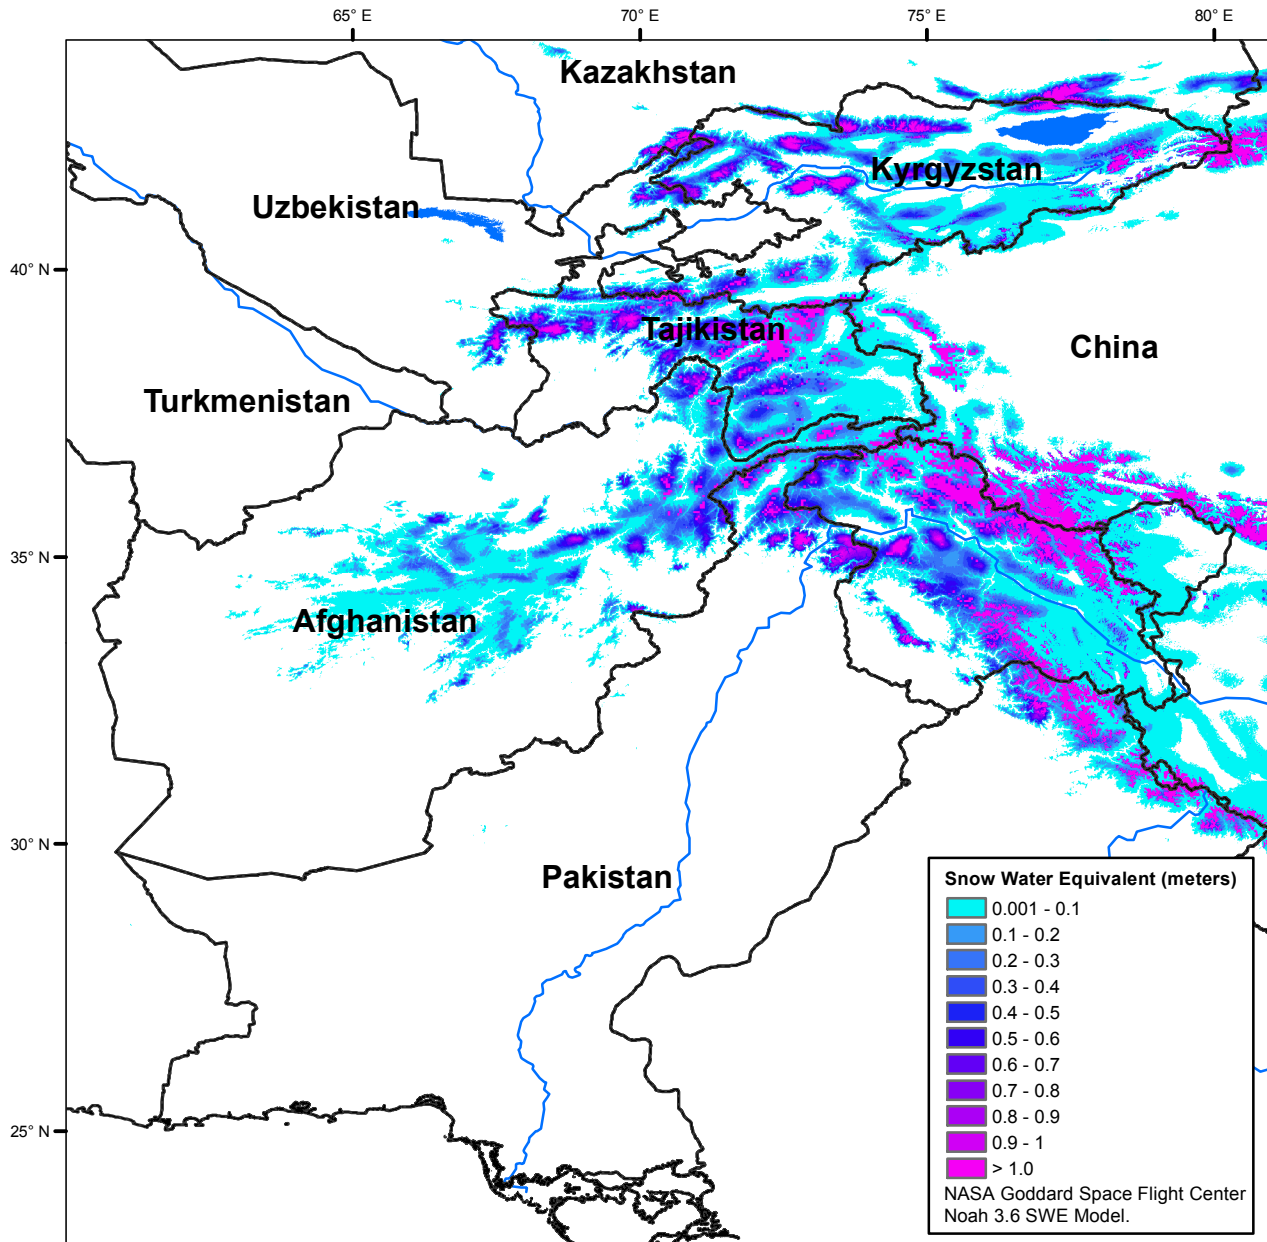 65° E
70° E
75° E
80° E
Kazakhstan
Kyrgyzstan
Uzbekistan
40° N
Tajikistan
China
Turkmenistan
35° N
Afghanistan
30° N
Pakistan
25° N
Snow Water Equivalent (meters)
0.001 - 0.1
0.1 - 0.2
0.2 - 0.3
0.3 - 0.4
0.4 - 0.5
0.5 - 0.6
0.6 - 0.7
0.7 - 0.8
0.8 - 0.9
0.9 - 1
> 1.0
NASA Goddard Space Flight Center
Noah 3.6 SWE Model.